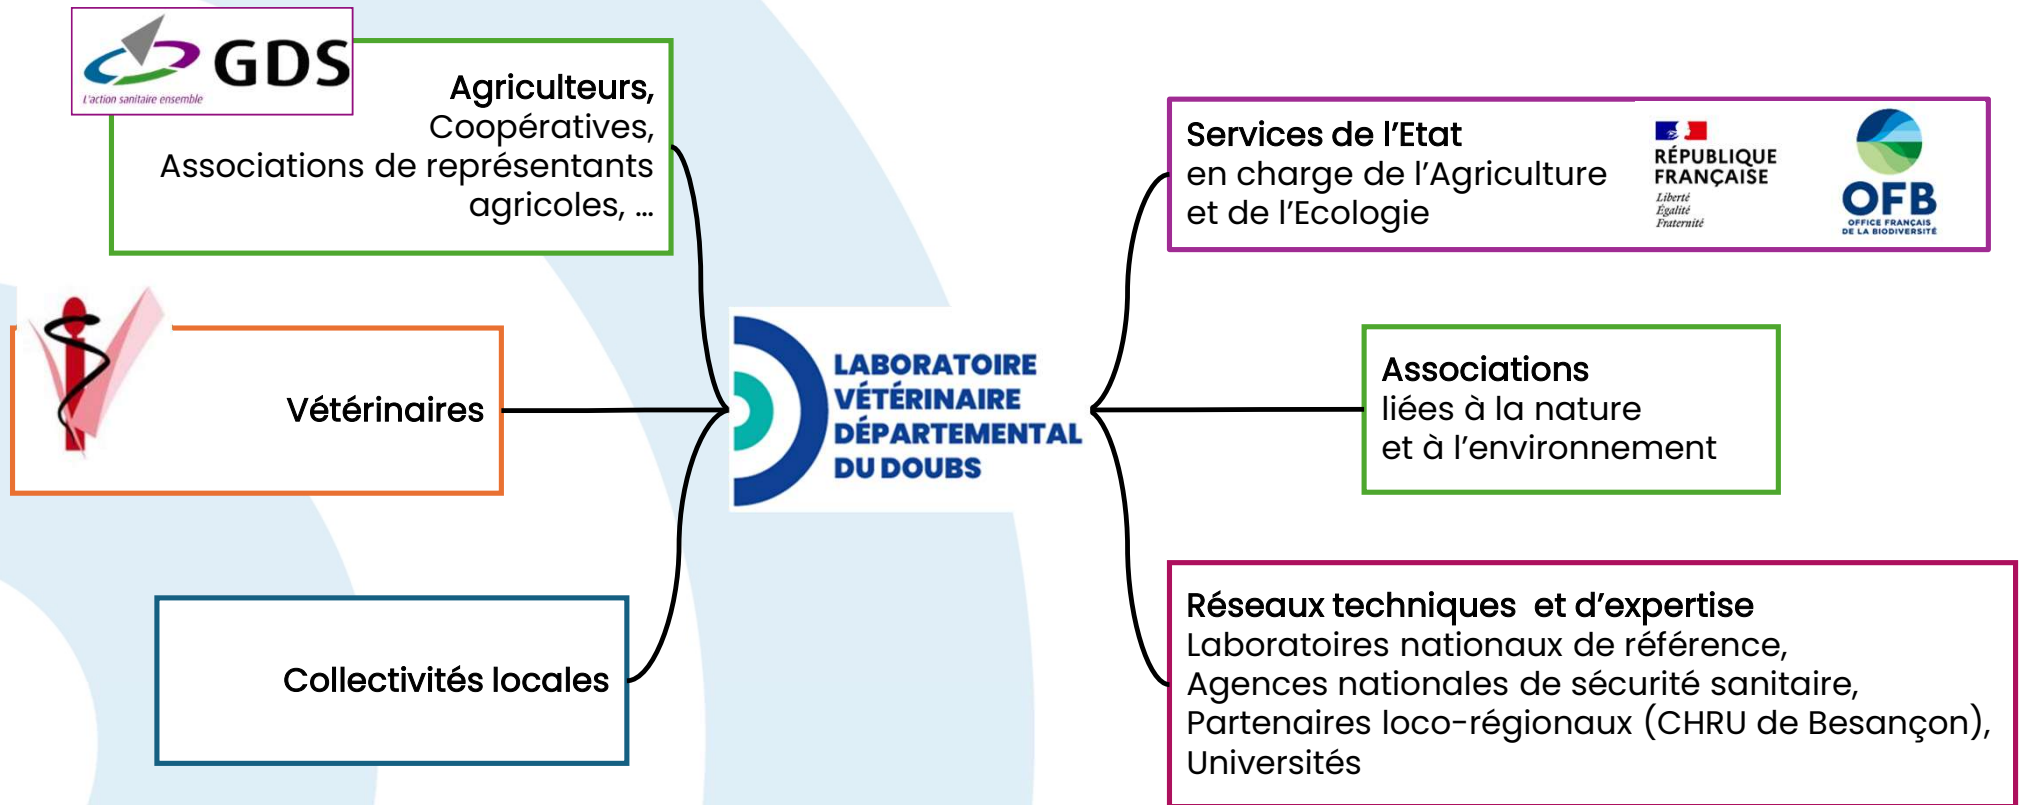 GDS
L'action sanitaire ensemble
Agriculteurs,
Coopératives,
Associations de représentants
agricoles, ...
Vétérinaires
Collectivités locales
LABORATOIRE
VÉTÉRINAIRE
DÉPARTEMENTAL
DU DOUBS
Services de l'Etat
en charge de l'Agriculture
et de l'Ecologie
RÉPUBLIQUE
FRANÇAISE
Liberté
Égalité
Fraternité
OFB
OFFICE FRANÇAIS
DE LA BIODIVERSITÉ
Associations
liées à la nature
et à l'environnement
Réseaux techniques et d'expertise
Laboratoires nationaux de référence,
Agences nationales de sécurité sanitaire,
Partenaires loco-régionaux (CHRU de Besançon),
Universités